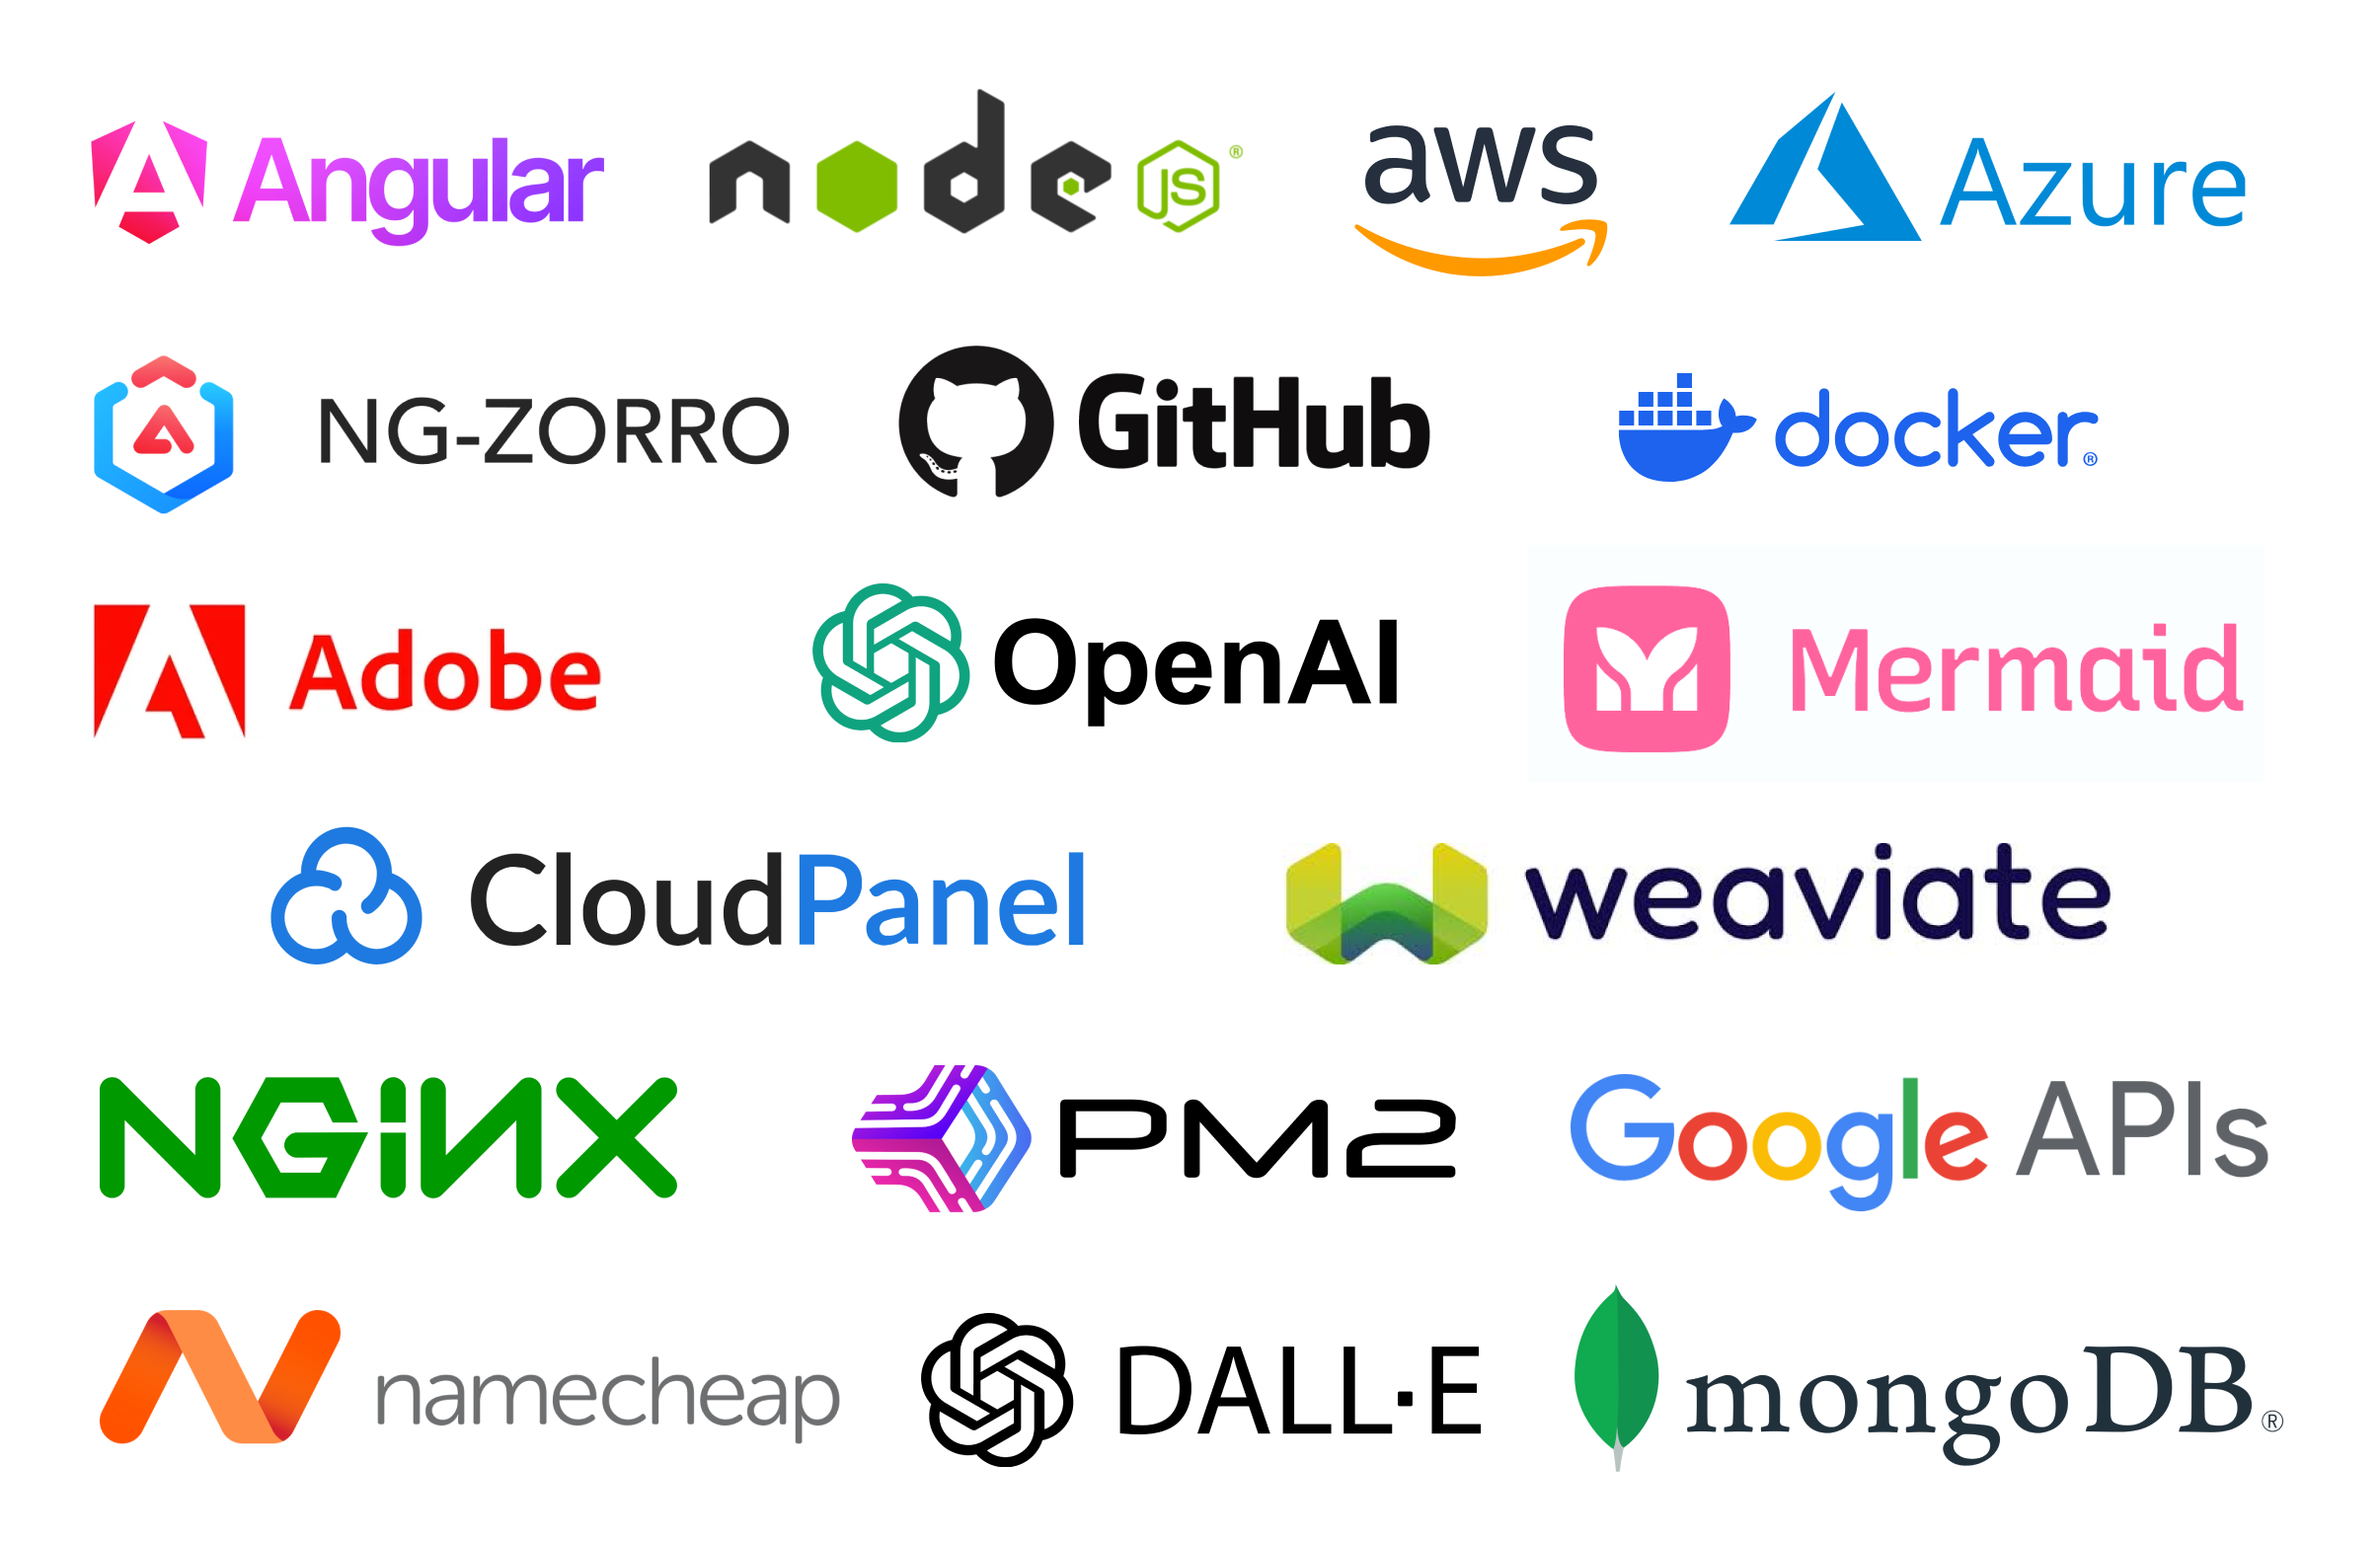 Angular node JS ® aws Azure
NG-ZORRO GitHub docker ®
Adobe OpenAI Mermaid
CloudPanel weaviate
NGiNX PM2 Google APIs
namecheap DALL·E mongoDB ®